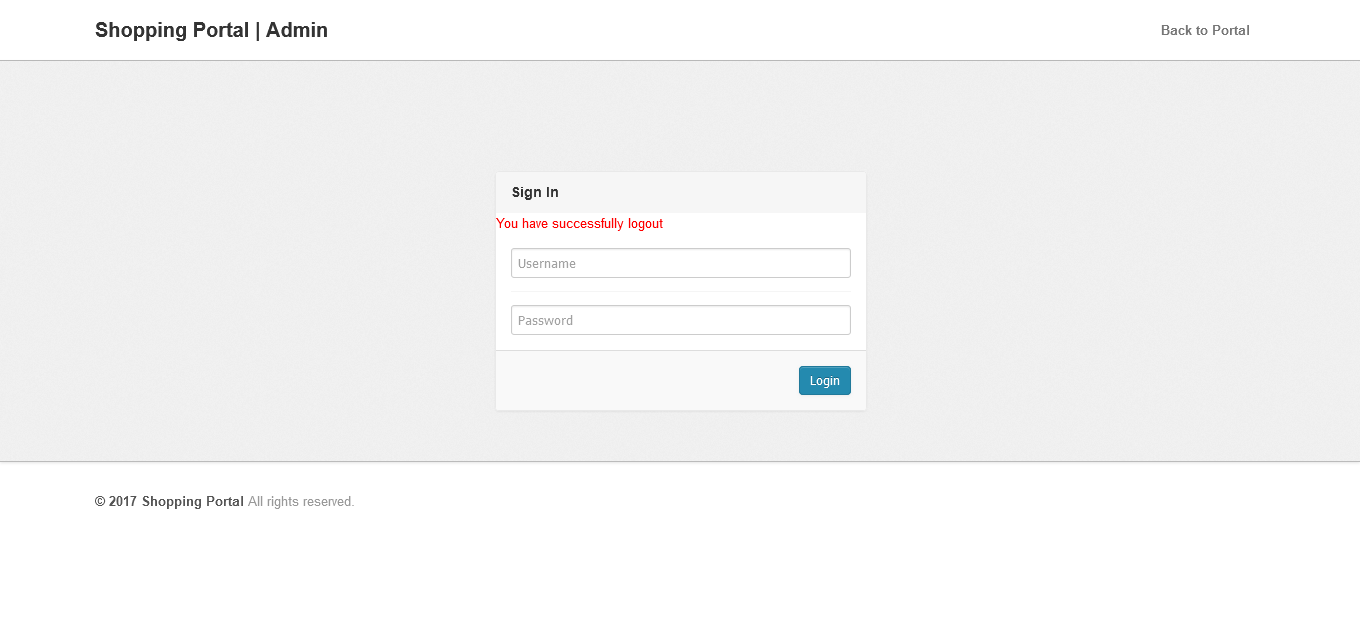 Shopping Portal | Admin
Back to Portal
Sign In
You have successfully logout
Username
Password
Login
© 2017 Shopping Portal All rights reserved.